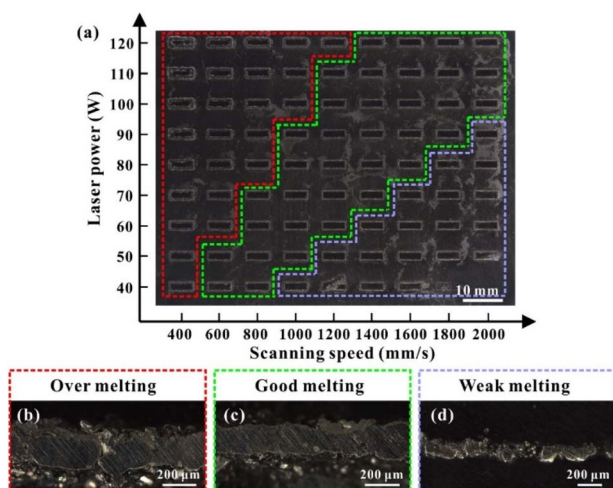 (a)
Laser power (W)
120
110
100
90
80
70
60
50
40
10 mm
400 600 800 1000 1200 1400 1600 1800 2000
Scanning speed (mm/s)
Over melting Good melting Weak melting
(b) (c) (d)
200 μm 200 μm 200 μm